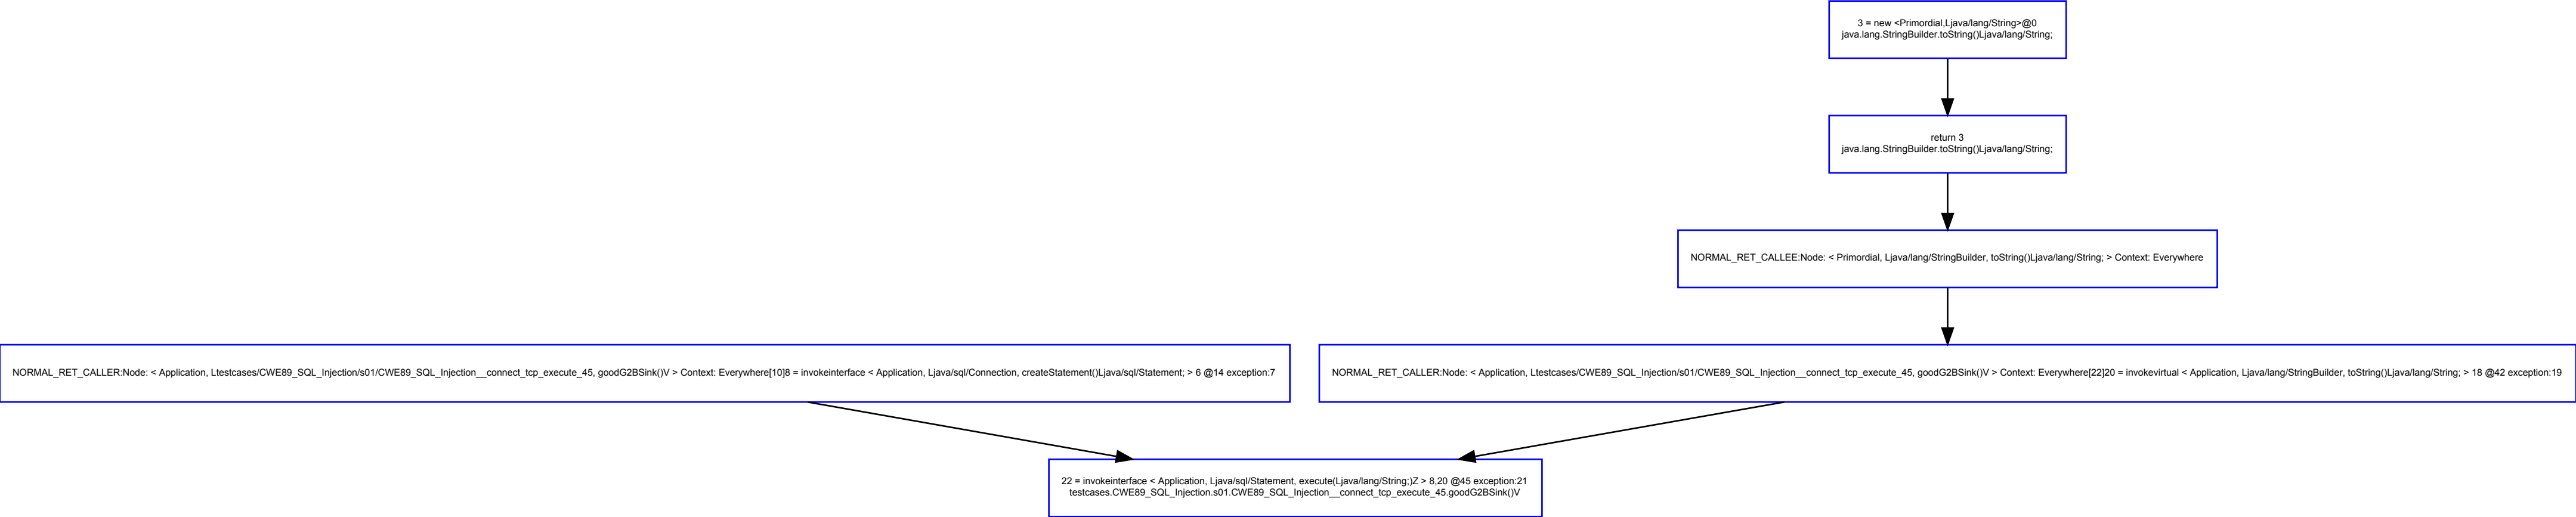 3 = new <Primordial,Ljava/lang/String>@0
java.lang.StringBuilder.toString()Ljava/lang/String;
return 3
java.lang.StringBuilder.toString()Ljava/lang/String;
NORMAL_RET_CALLEE:Node: < Primordial, Ljava/lang/StringBuilder, toString()Ljava/lang/String; > Context: Everywhere
NORMAL_RET_CALLER:Node: < Application, Ltestcases/CWE89_SQL_Injection/s01/CWE89_SQL_Injection__connect_tcp_execute_45, goodG2BSink()V > Context: Everywhere[10]8 = invokeinterface < Application, Ljava/sql/Connection, createStatement()Ljava/sql/Statement; > 6 @14 exception:7
NORMAL_RET_CALLER:Node: < Application, Ltestcases/CWE89_SQL_Injection/s01/CWE89_SQL_Injection__connect_tcp_execute_45, goodG2BSink()V > Context: Everywhere[22]20 = invokevirtual < Application, Ljava/lang/StringBuilder, toString()Ljava/lang/String; > 18 @42 exception:19
22 = invokeinterface < Application, Ljava/sql/Statement, execute(Ljava/lang/String;)Z > 8,20 @45 exception:21
testcases.CWE89_SQL_Injection.s01.CWE89_SQL_Injection__connect_tcp_execute_45.goodG2BSink()V